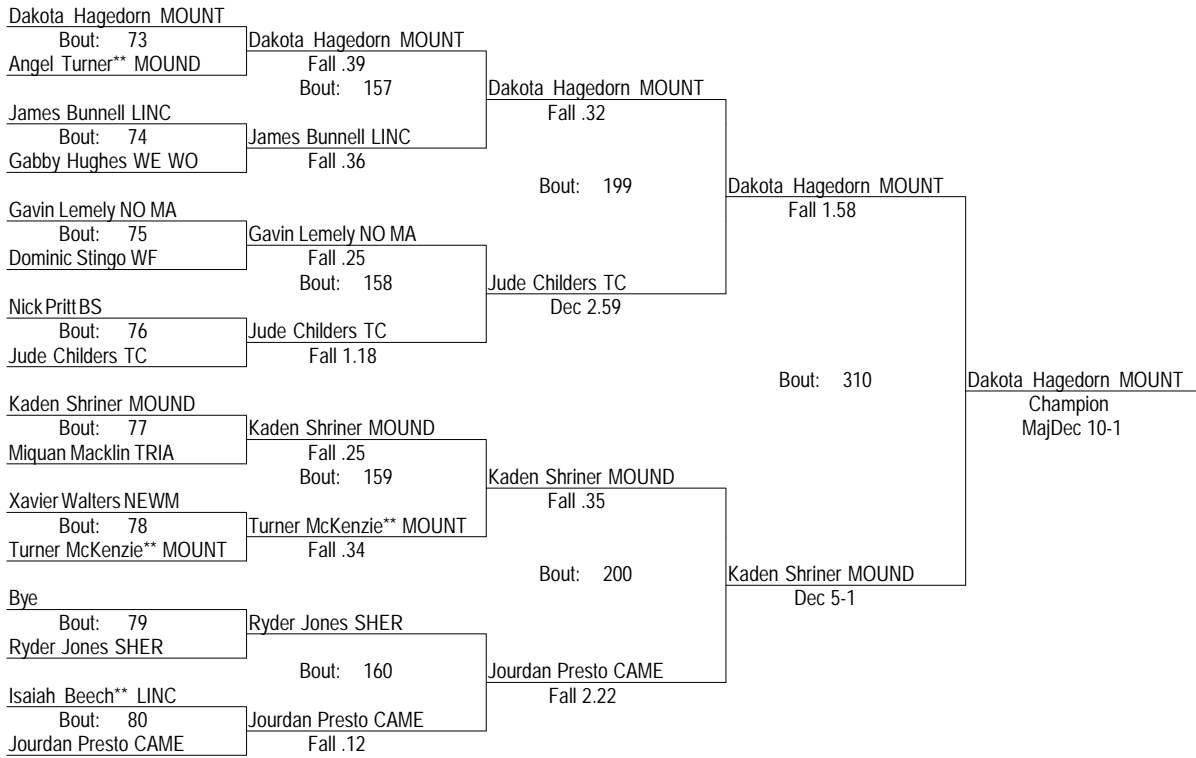 Dakota Hagedorn MOUNT
Bout: 73
Dakota Hagedorn MOUNT
Angel Turner** MOUND
Fall .39
Bout: 157
Dakota Hagedorn MOUNT
James Bunnell LINC
Fall .32
Bout: 74
James Bunnell LINC
Gabby Hughes WE WO
Fall .36
Bout: 199
Dakota Hagedorn MOUNT
Gavin Lemely NO MA
Fall 1.58
Bout: 75
Gavin Lemely NO MA
Dominic Stingo WF
Fall .25
Bout: 158
Jude Childers TC
Nick Pritt BS
Dec 2.59
Bout: 76
Jude Childers TC
Jude Childers TC
Fall 1.18
Bout: 310
Dakota Hagedorn MOUNT
Kaden Shriner MOUND
Champion
Bout: 77
Kaden Shriner MOUND
MajDec 10-1
Miquan Macklin TRIA
Fall .25
Bout: 159
Kaden Shriner MOUND
Xavier Walters NEWM
Fall .35
Bout: 78
Turner McKenzie** MOUNT
Turner McKenzie** MOUNT
Fall .34
Bout: 200
Kaden Shriner MOUND
Bye
Dec 5-1
Bout: 79
Ryder Jones SHER
Ryder Jones SHER
Bout: 160
Jourdan Presto CAME
Isaiah Beech** LINC
Fall 2.22
Bout: 80
Jourdan Presto CAME
Jourdan Presto CAME
Fall .12